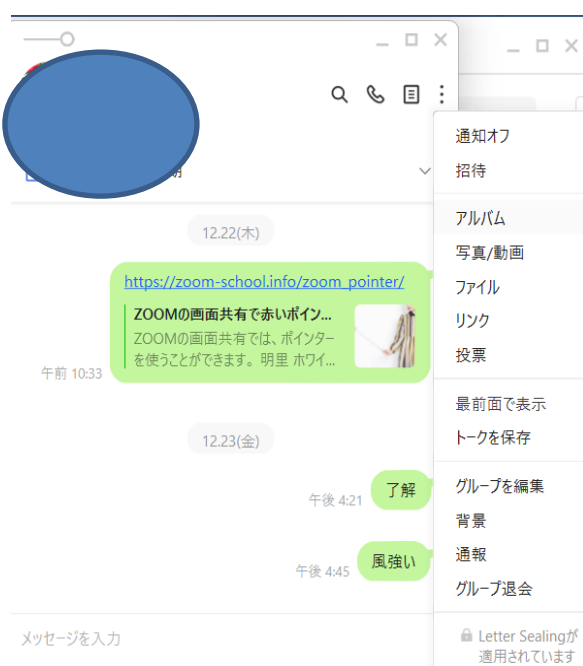 通知オフ
招待
アルバム
写真/動画
ファイル
リンク
投票
最前面で表示
トークを保存
グループを編集
背景
通報
グループ退会
Letter Sealingが
適用されています
12.22(木)
https://zoom-school.info/zoom_pointer/
ZOOMの画面共有で赤いポイン...
ZOOMの画面共有では、ポインター
を使うことができます。明里 ホワイ...
午前 10:33
12.23(金)
了解
午後 4:21
風強い
午後 4:45
メッセージを入力